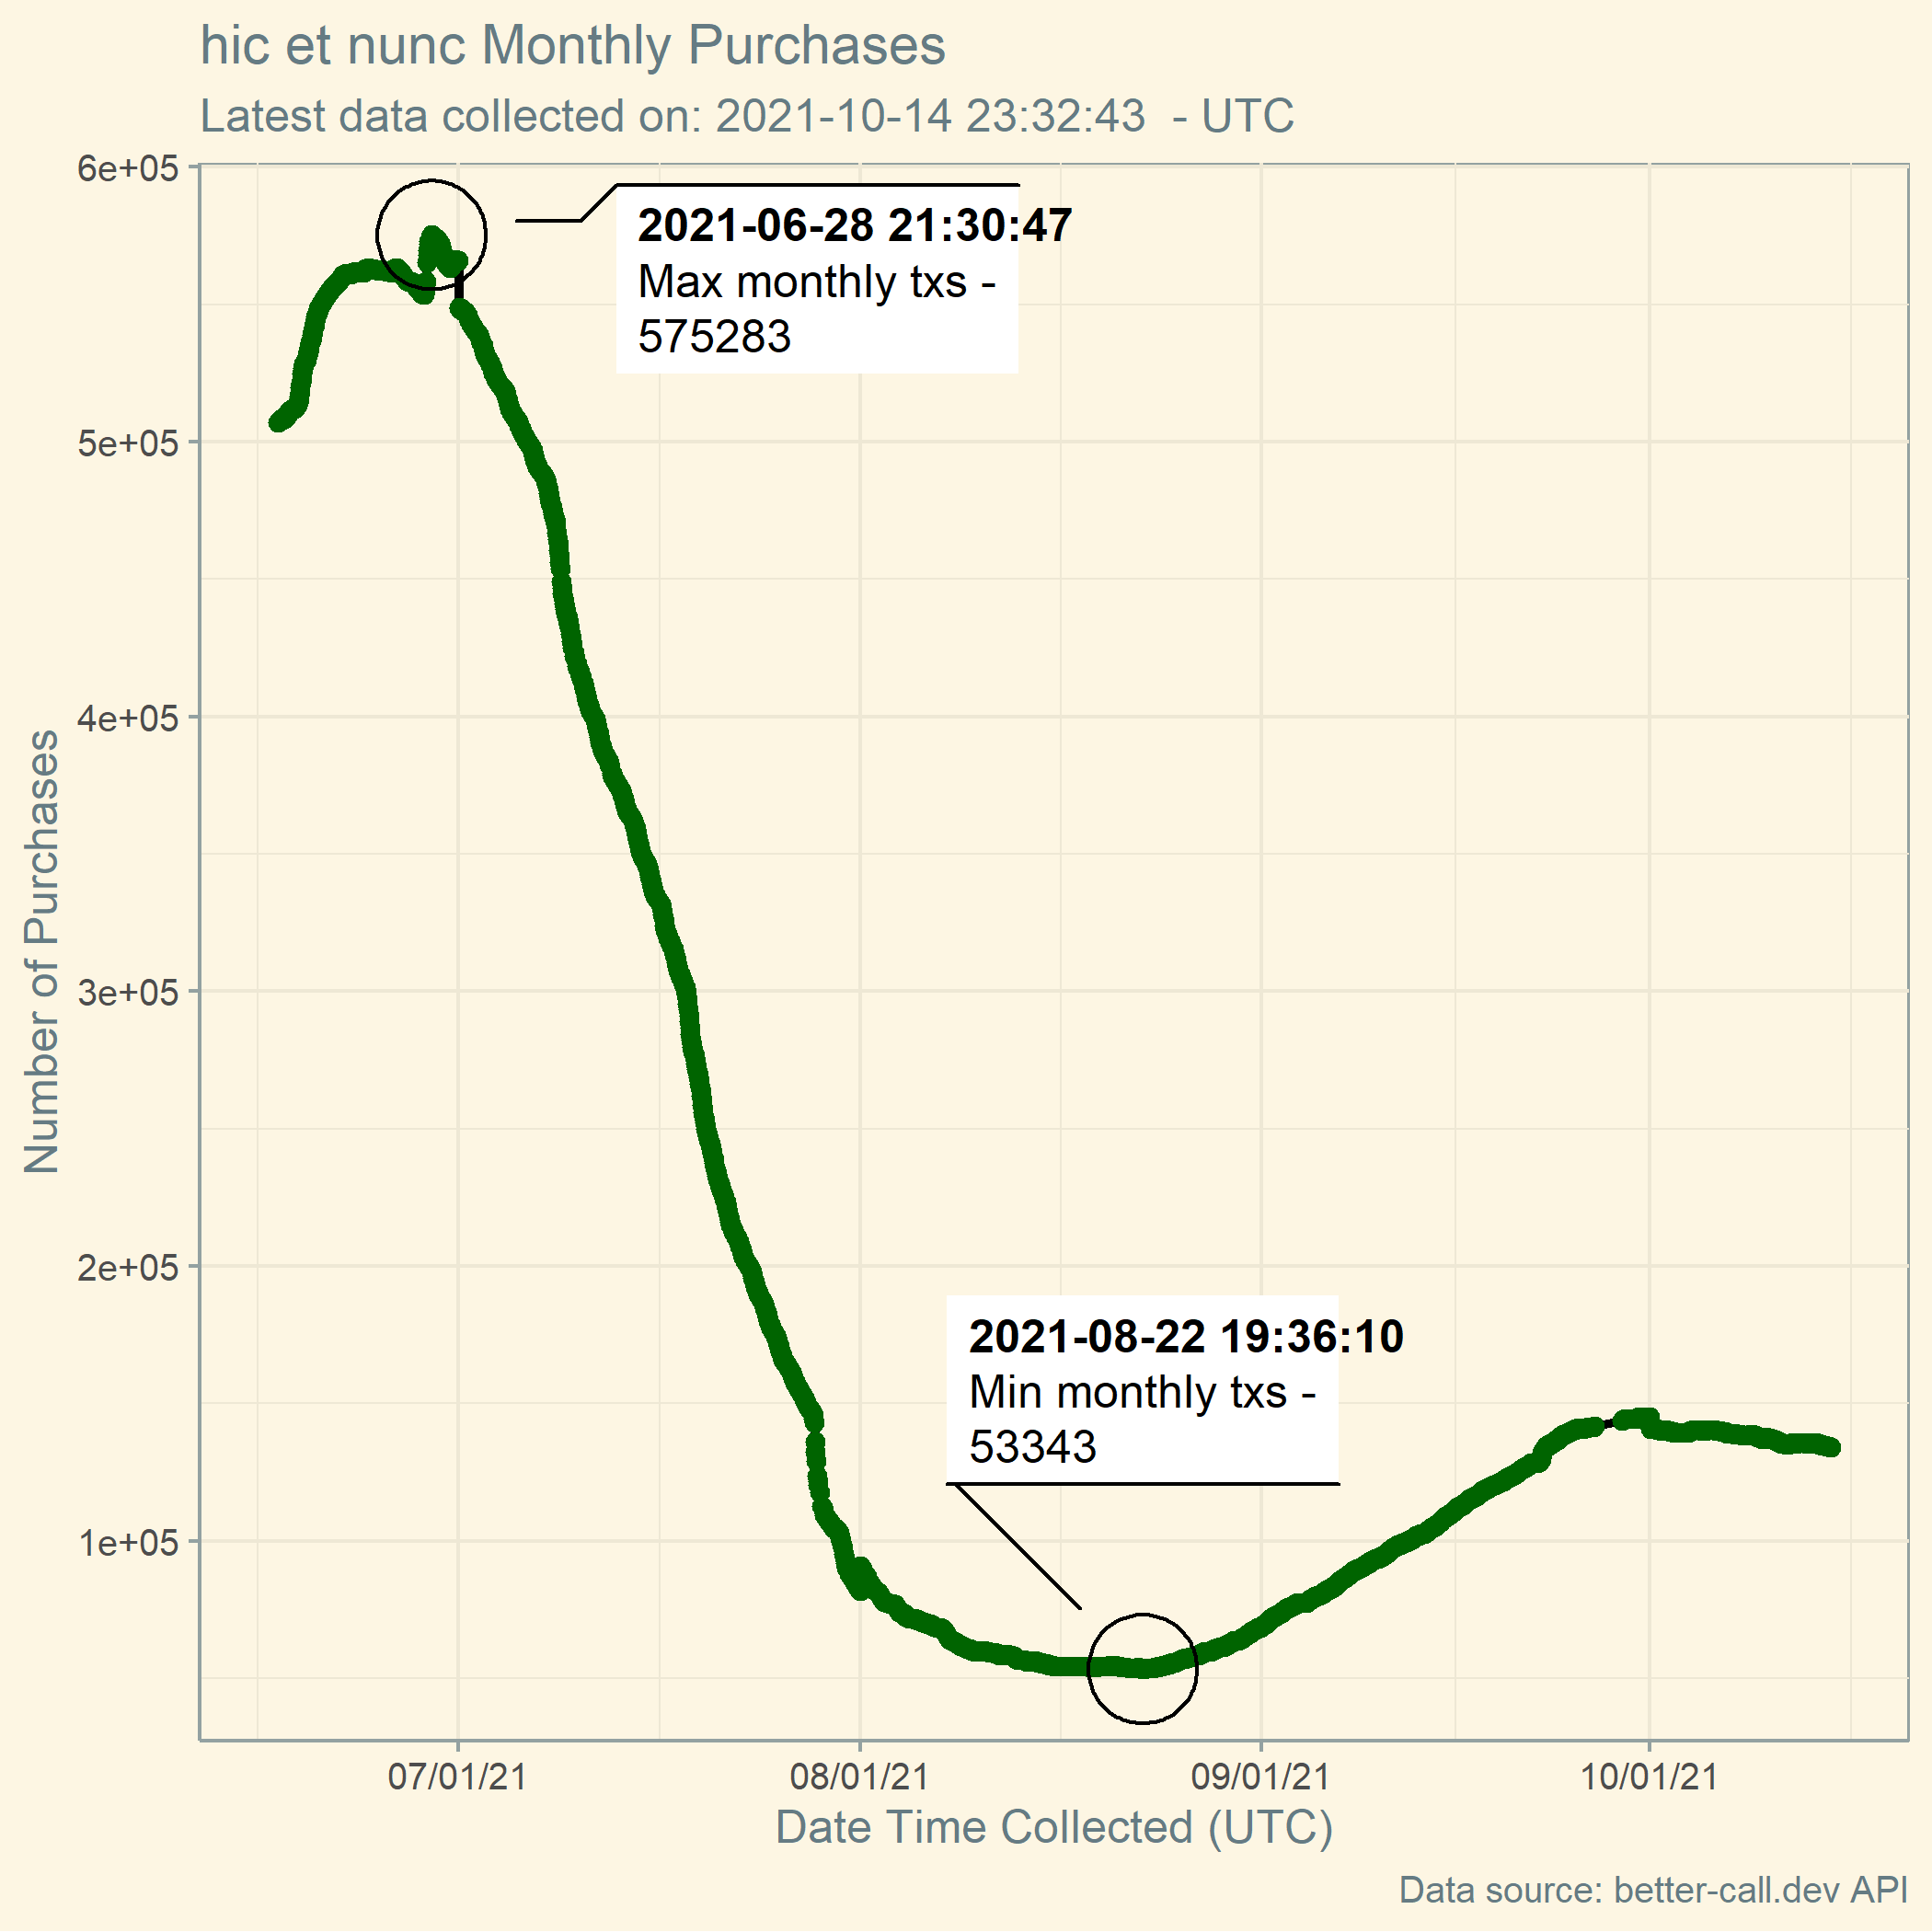 hic et nunc Monthly Purchases
Latest data collected on: 2021-10-14 23:32:43  - UTC
6e+05
5e+05
4e+05
3e+05
2e+05
1e+05
Number of Purchases
2021-06-28 21:30:47
Max monthly txs -
575283
2021-08-22 19:36:10
Min monthly txs -
53343
07/01/21
08/01/21
09/01/21
10/01/21
Date Time Collected (UTC)
Data source: better-call.dev API